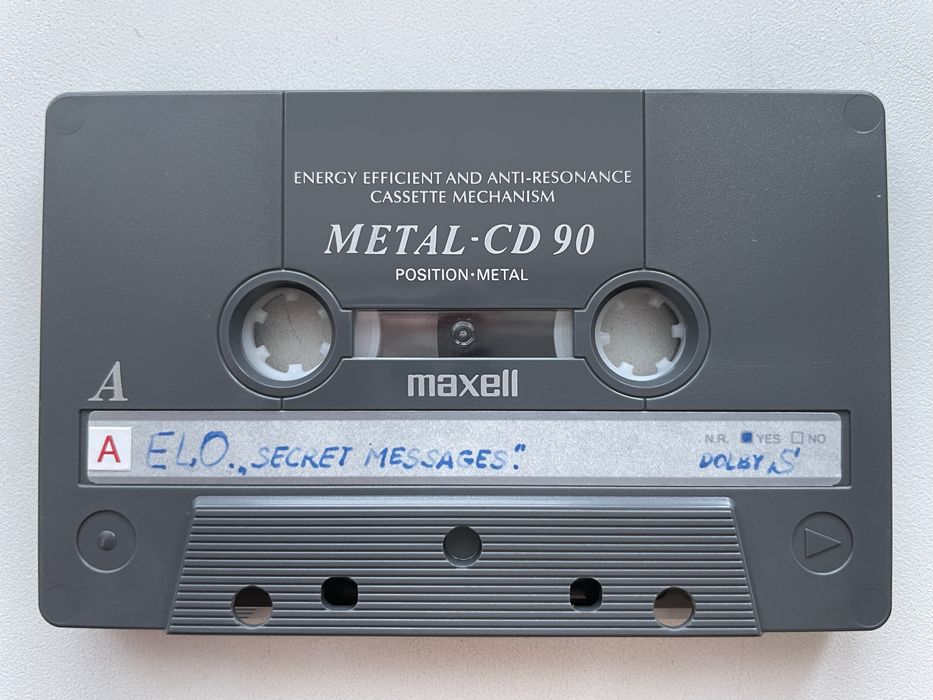 ENERGY EFFICIENT AND ANTI-RESONANCE
CASSETTE MECHANISM
METAL-CD 90
POSITION·METAL
maxell
A
A ELO. „SECRET MESSAGES."
N.R. YES NO
DOLBY „S"